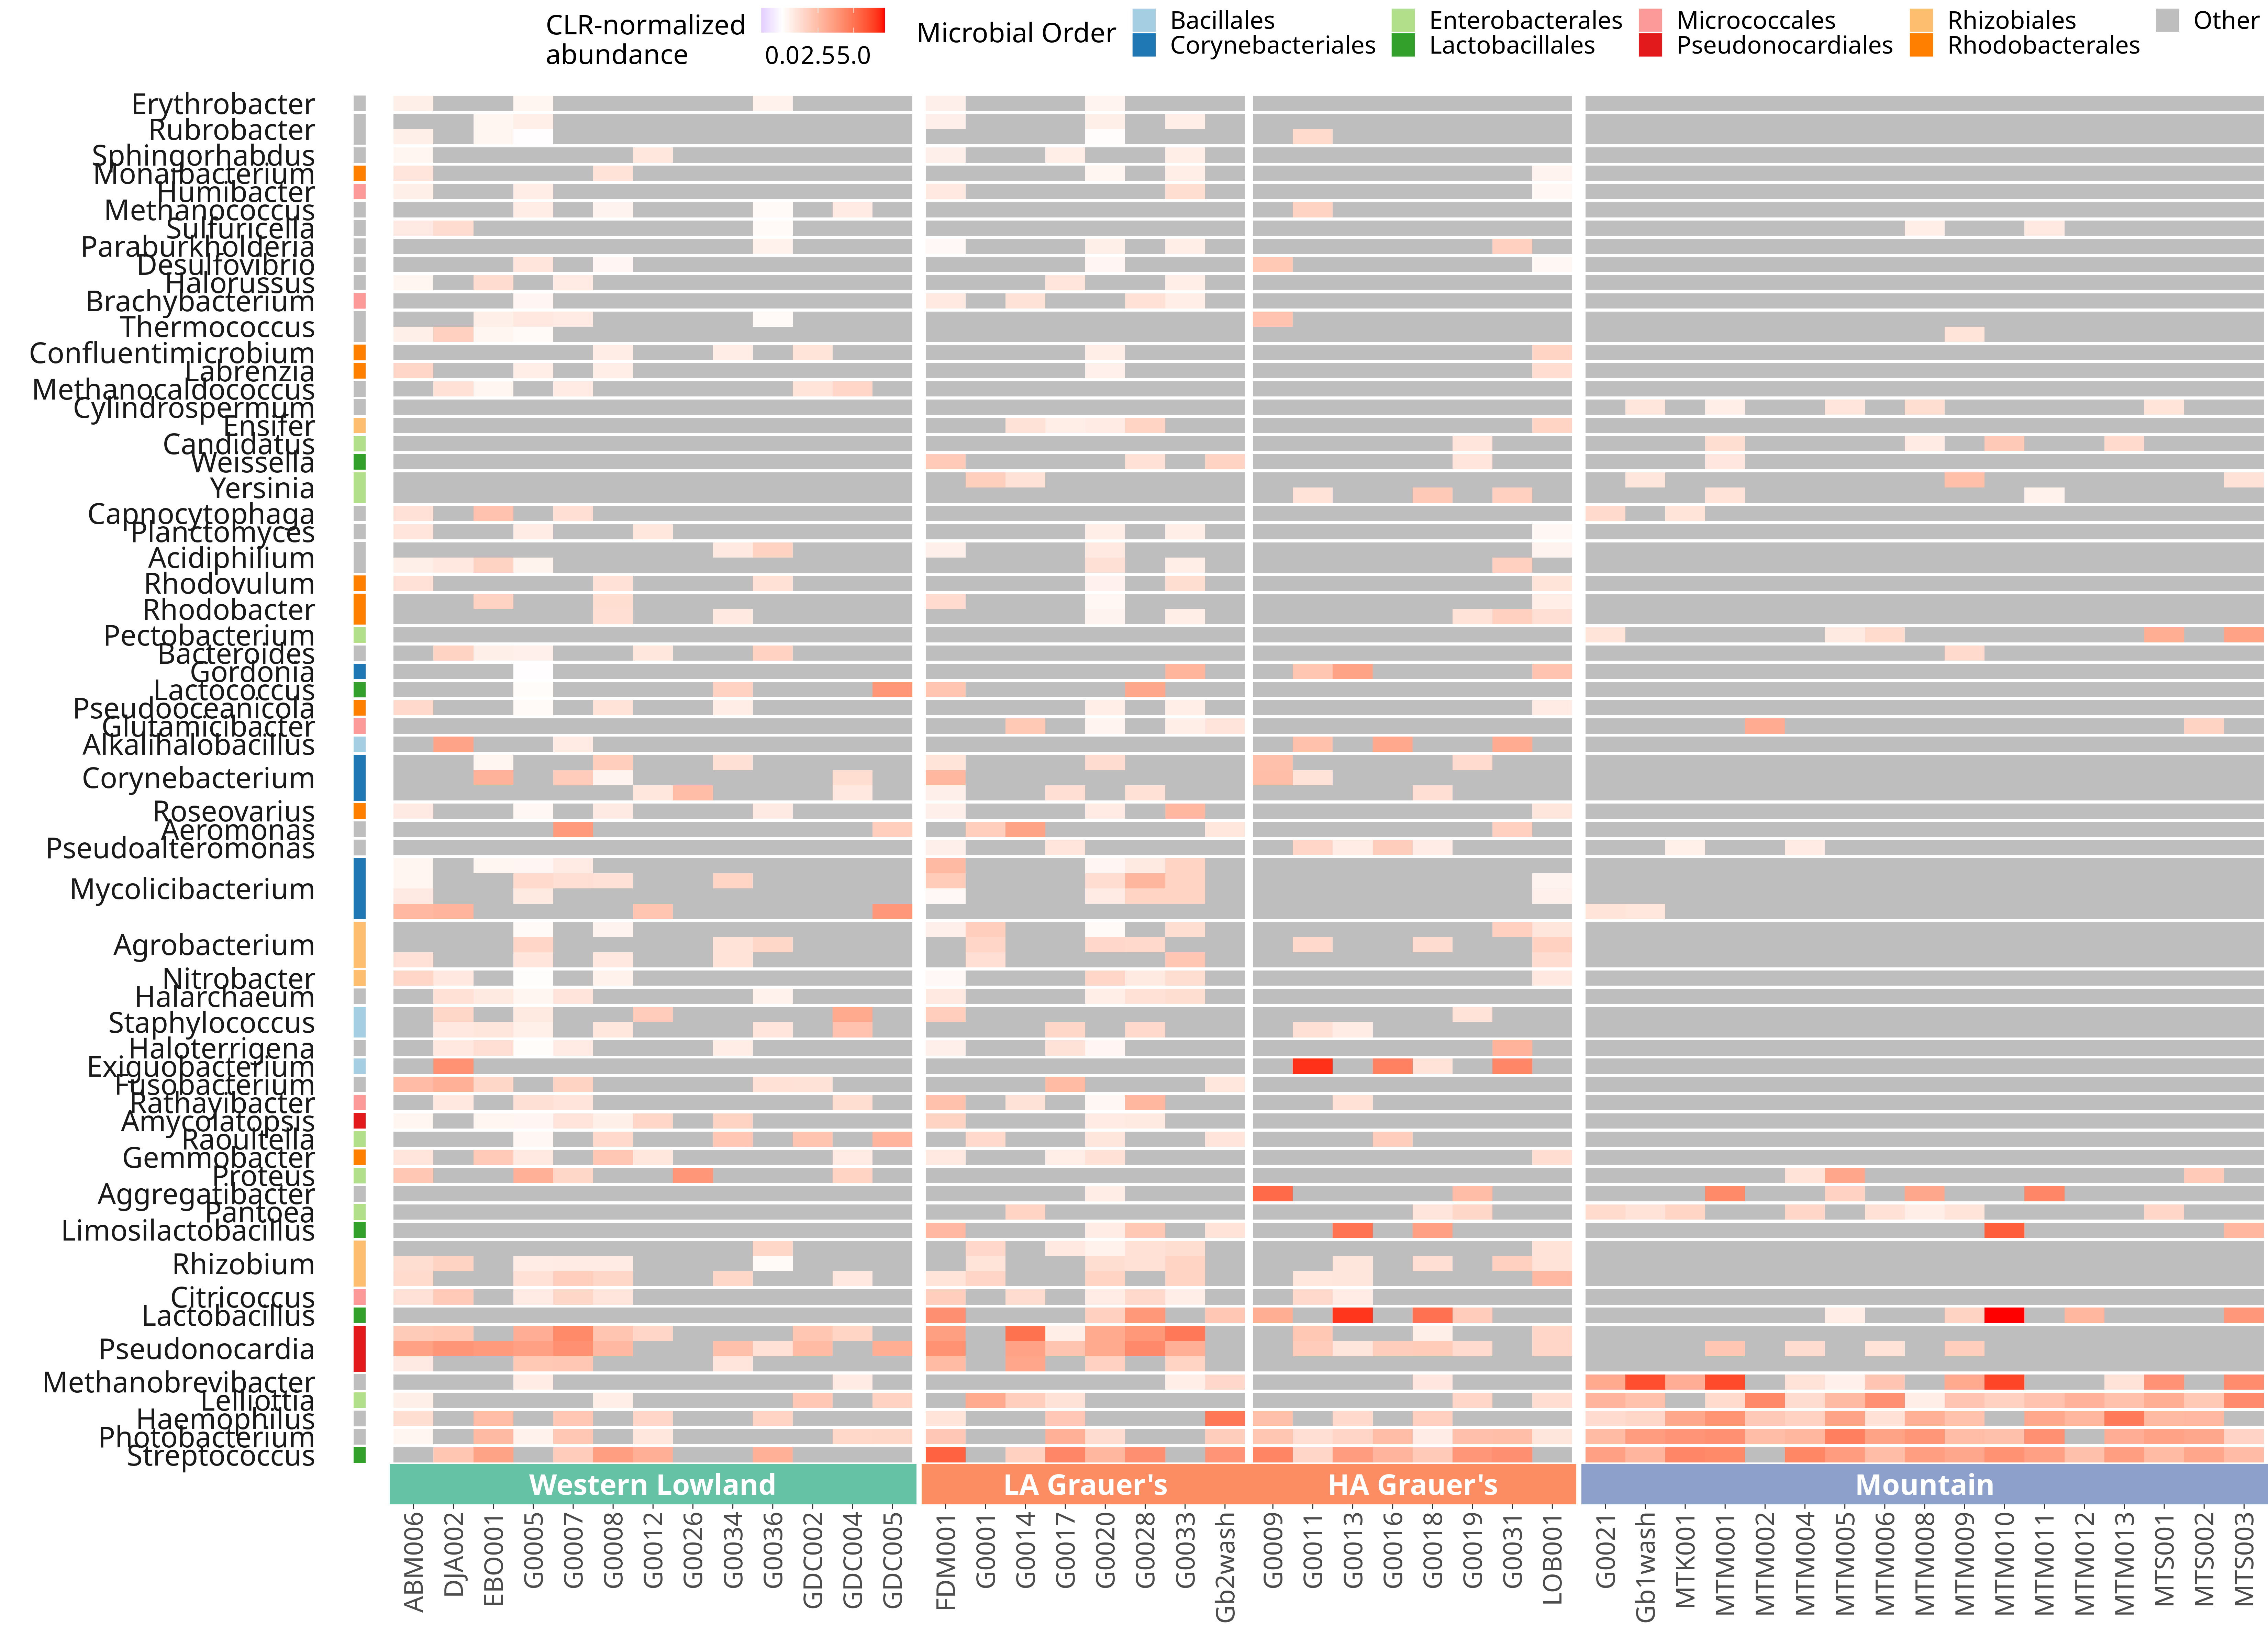 CLR-normalized
abundance
0.02.55.0
Microbial Order
Bacillales
Corynebacteriales
Enterobacterales
Lactobacillales
Micrococcales
Pseudonocardiales
Rhizobiales
Rhodobacterales
Other
Erythrobacter
Rubrobacter
Sphingorhabdus
Monaibacterium
Humibacter
Methanococcus
Sulfuricella
Paraburkholderia
Desulfovibrio
Halorussus
Brachybacterium
Thermococcus
Confluentimicrobium
Labrenzia
Methanocaldococcus
Cylindrospermum
Ensifer
Candidatus
Weissella
Yersinia
Capnocytophaga
Planctomyces
Acidiphilium
Rhodovulum
Rhodobacter
Pectobacterium
Bacteroides
Gordonia
Lactococcus
Pseudooceanicola
Glutamicibacter
Alkalihalobacillus
Corynebacterium
Roseovarius
Aeromonas
Pseudoalteromonas
Mycolicibacterium
Agrobacterium
Nitrobacter
Halarchaeum
Staphylococcus
Haloterrigena
Exiguobacterium
Fusobacterium
Rathayibacter
Amycolatopsis
Raoultella
Gemmobacter
Proteus
Aggregatibacter
Pantoea
Limosilactobacillus
Rhizobium
Citricoccus
Lactobacillus
Pseudonocardia
Methanobrevibacter
Lelliottia
Haemophilus
Photobacterium
Streptococcus
Western Lowland
LA Grauer's
HA Grauer's
Mountain
ABM006
DJA002
EBO001
G0005
G0007
G0008
G0012
G0026
G0034
G0036
GDC002
GDC004
GDC005
FDM001
G0001
G0014
G0017
G0020
G0028
G0033
Gb2wash
G0009
G0011
G0013
G0016
G0018
G0019
G0031
LOB001
G0021
Gb1wash
MTK001
MTM001
MTM002
MTM004
MTM005
MTM006
MTM008
MTM009
MTM010
MTM011
MTM012
MTM013
MTS001
MTS002
MTS003